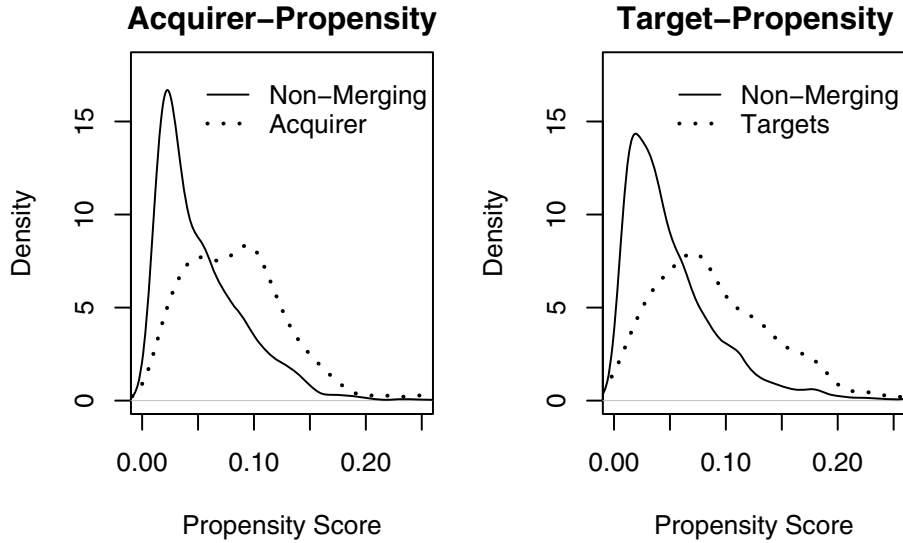 Acquirer−Propensity
Non−Merging
Acquirer
Density
15
10
5
0
0.00 0.10 0.20
Propensity Score
Target−Propensity
Non−Merging
Targets
Density
15
10
5
0
0.00 0.10 0.20
Propensity Score